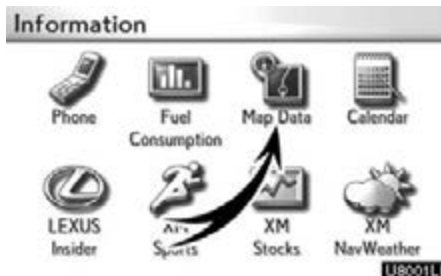 Information
Phone
Fuel
Consumption
Map Data
Calendar
LEXUS
Insider
Sports
XM
Stocks
XM
NavWeather
U8001L